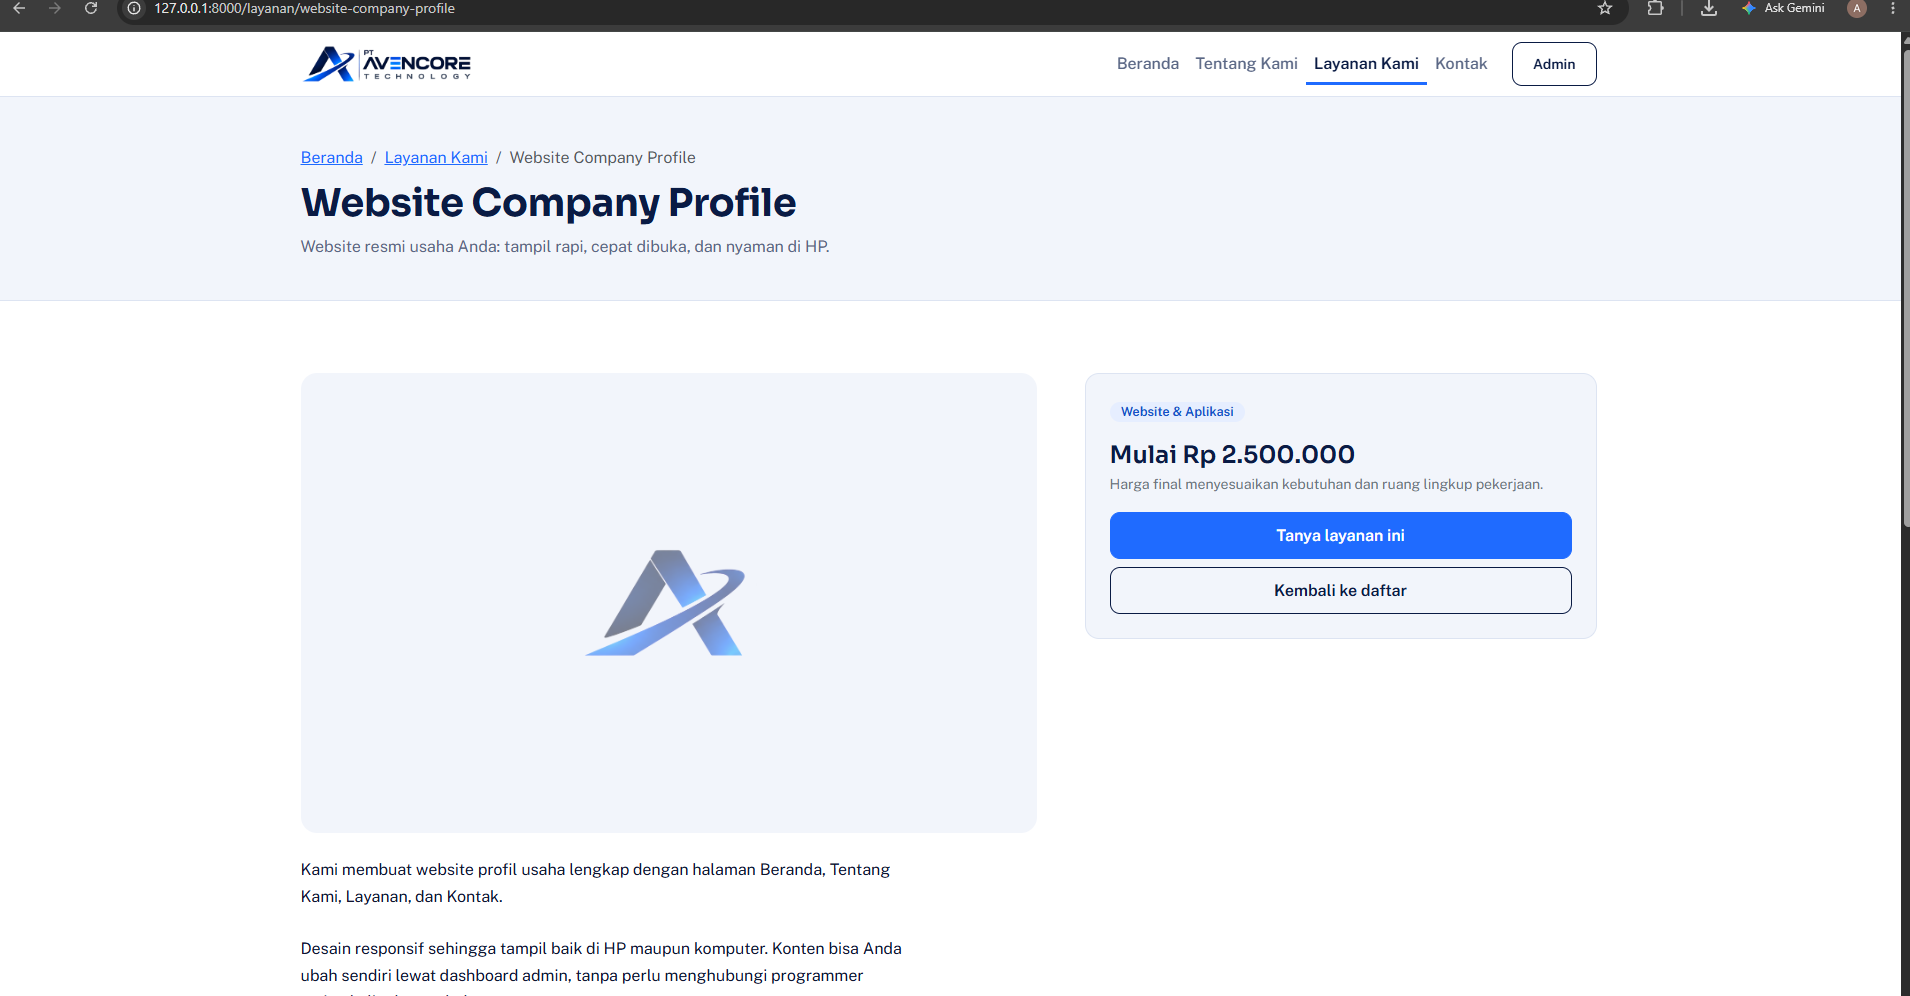 127.0.0.1:8000/layanan/website-company-profile
Ask Gemini
A
PT
AVENCORE
TECHNOLOGY
Beranda
Tentang Kami
Layanan Kami
Kontak
Admin
Beranda / Layanan Kami / Website Company Profile
Website Company Profile
Website resmi usaha Anda: tampil rapi, cepat dibuka, dan nyaman di HP.
Website & Aplikasi
Mulai Rp 2.500.000
Harga final menyesuaikan kebutuhan dan ruang lingkup pekerjaan.
Tanya layanan ini
Kembali ke daftar
Kami membuat website profil usaha lengkap dengan halaman Beranda, Tentang
Kami, Layanan, dan Kontak.
Desain responsif sehingga tampil baik di HP maupun komputer. Konten bisa Anda
ubah sendiri lewat dashboard admin, tanpa perlu menghubungi programmer